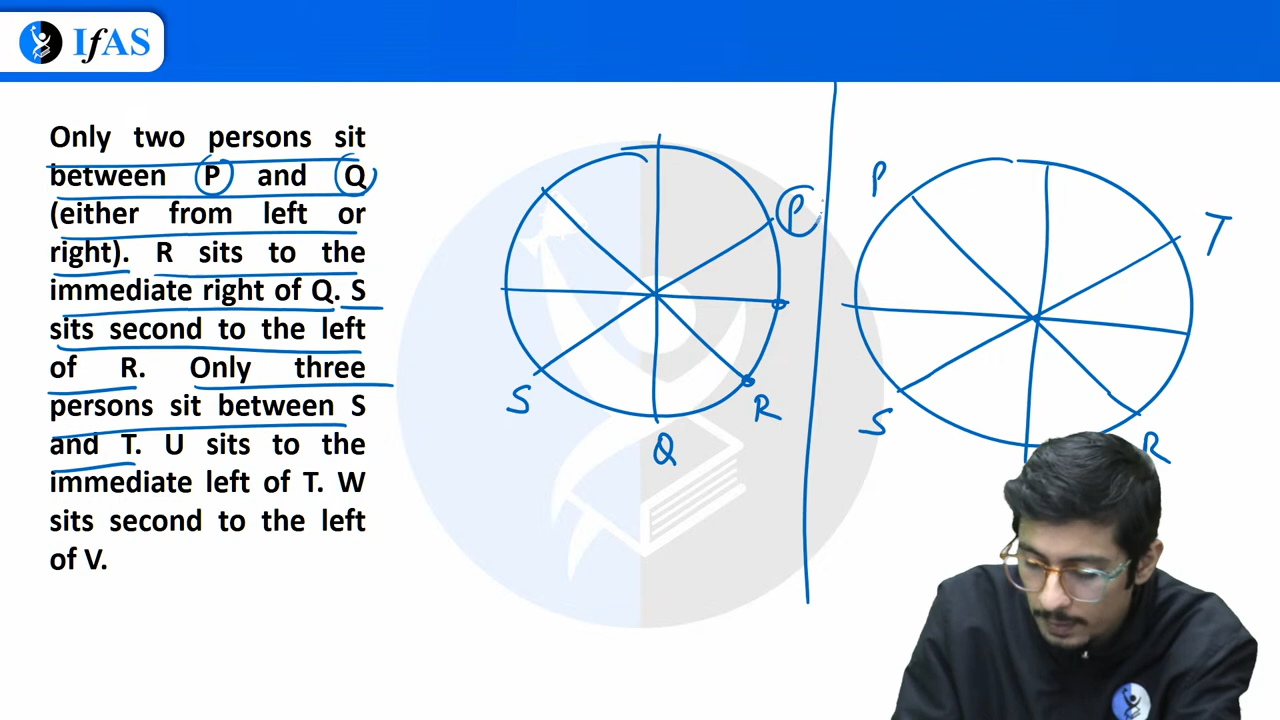 IfAS
Only two persons sit
between P and Q
(either from left or
right). R sits to the
immediate right of Q. S
sits second to the left
of R. Only three
persons sit between S
and T. U sits to the
immediate left of T. W
sits second to the left
of V.
P
S
Q
R
P
T
S
R